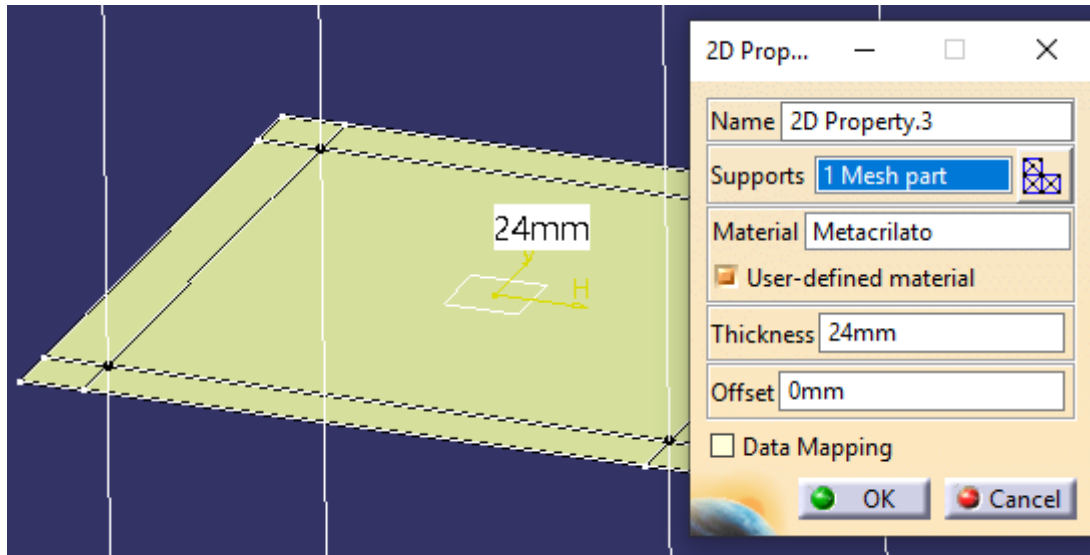 2D Prop...
Name 2D Property.3
Supports 1 Mesh part
Material Metacrilato
User-defined material
Thickness 24mm
Offset 0mm
Data Mapping
OK Cancel
24mm
y
H